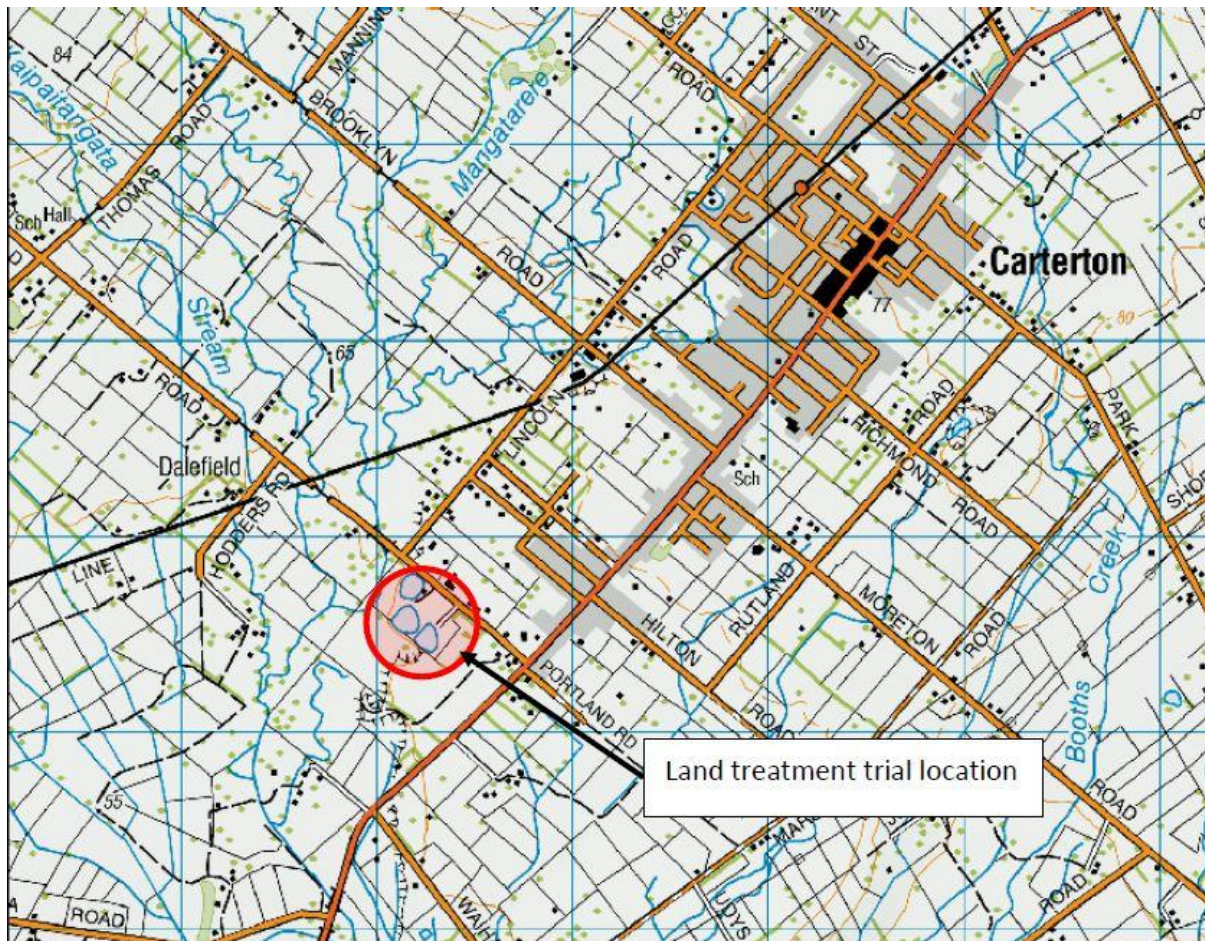 84
MANNING
ST
ROAD
Waipaitangata
ROAD
BROOKLYN
Mangatarere
THOMAS
Sch
Hall
ROAD
ROAD
Carterton
77
80
Stream
65
ROAD
LINCOLN
PARK
ROAD
RICHMOND
ROAD
Dalefield
Sch
HODDERS RD
LINE
Creek
RUTLAND
MORETON
HILTON
ROAD
PORTLAND RD
ROAD
Booths
Land treatment trial location
ROAD
55
ROAD
ROAD
UDYS